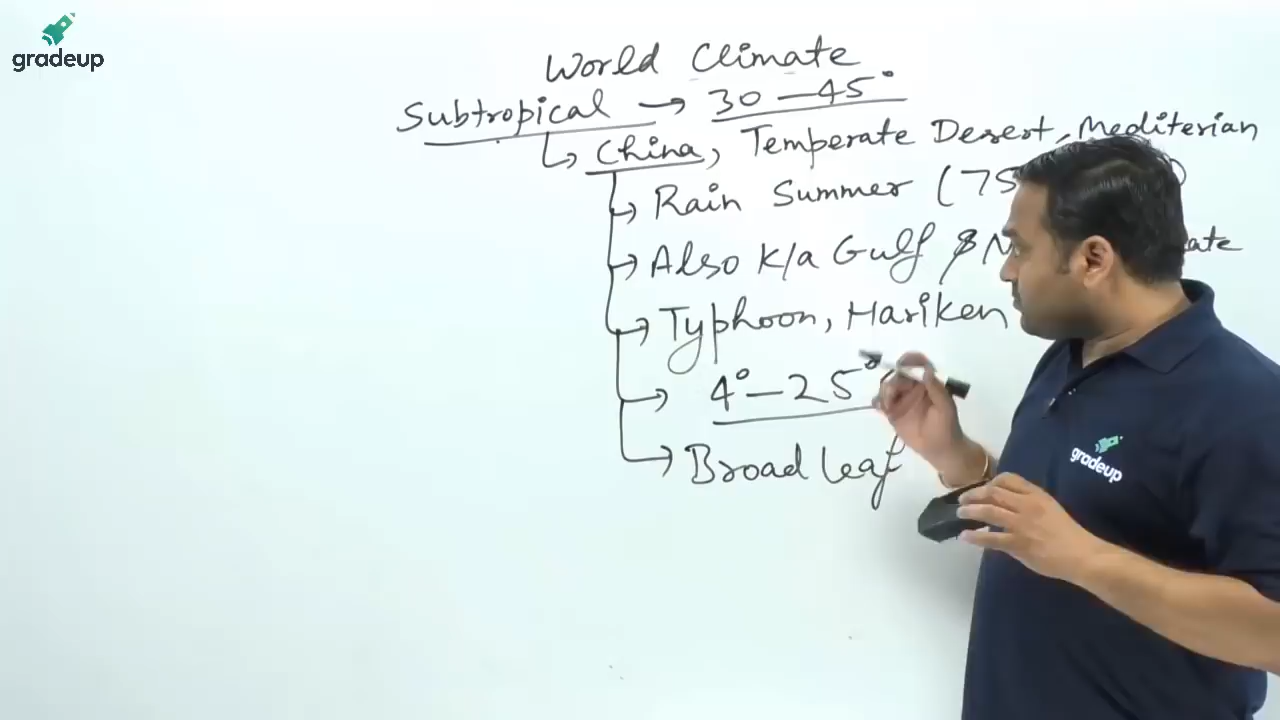 gradeup
World Climate
Subtropical → 30 - 45°
↳ China, Temperate Desert, Mediterian
→ Rain Summer (75
→ Also K/a Gulf & N
→ Typhoon, Hariken
→ 4° - 25°
→ Broad leaf
gradeup